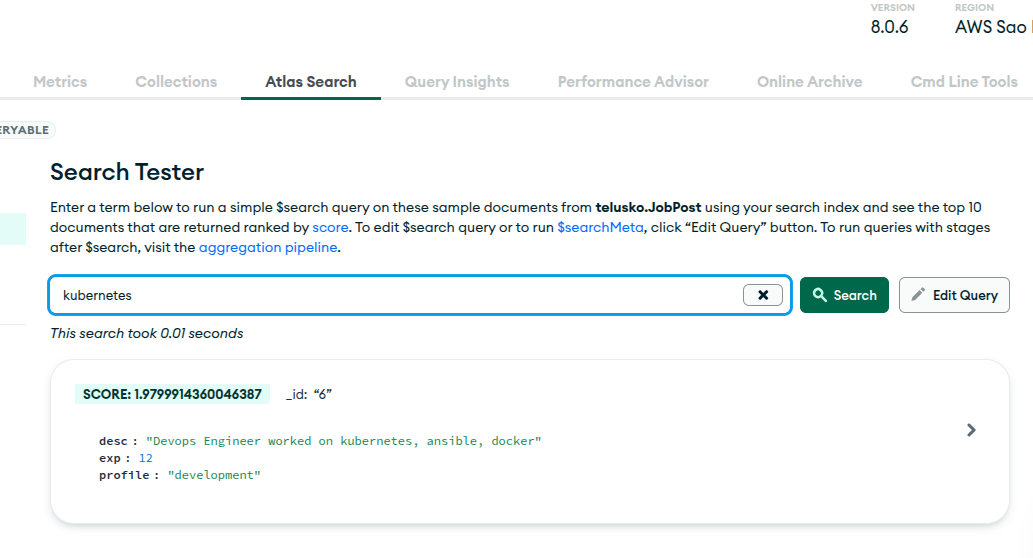 VERSION REGION
8.0.6 AWS Sao
Metrics Collections Atlas Search Query Insights Performance Advisor Online Archive Cmd Line Tools
ERYABLE
Search Tester
Enter a term below to run a simple $search query on these sample documents from telusko.JobPost using your search index and see the top 10
documents that are returned ranked by score. To edit $search query or to run $searchMeta, click “Edit Query” button. To run queries with stages
after $search, visit the aggregation pipeline.
kubernetes Search Edit Query
This search took 0.01 seconds
SCORE: 1.9799914360046387 _id: “6”
desc : "Devops Engineer worked on kubernetes, ansible, docker"
exp : 12
profile : "development"